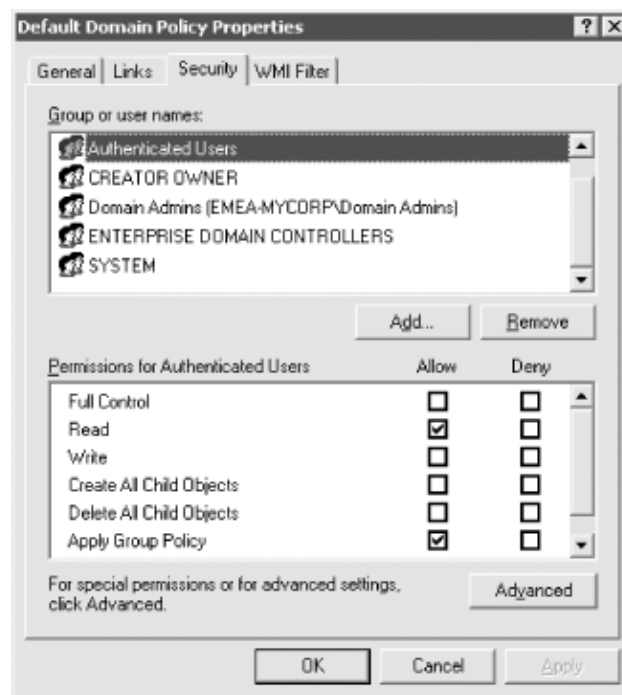 Default Domain Policy Properties
General Links Security WMI Filter
Group or user names:
Authenticated Users
CREATOR OWNER
Domain Admins (EMEA-MYCORP\Domain Admins)
ENTERPRISE DOMAIN CONTROLLERS
SYSTEM
Add... Remove
Permissions for Authenticated Users Allow Deny
Full Control
Read
Write
Create All Child Objects
Delete All Child Objects
Apply Group Policy
For special permissions or for advanced settings,
click Advanced.
Advanced
OK Cancel Apply